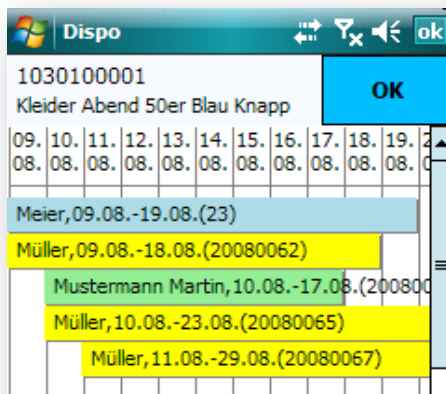 Dispo ok
1030100001
Kleider Abend 50er Blau Knapp
OK
09. 10. 11. 12. 13. 14. 15. 16. 17. 18. 19.
08. 08. 08. 08. 08. 08. 08. 08. 08. 08. 08.
Meier,09.08.-19.08.(23)
Müller,09.08.-18.08.(20080062)
Mustermann Martin,10.08.-17.08.(20080
Müller,10.08.-23.08.(20080065)
Müller,11.08.-29.08.(20080067)